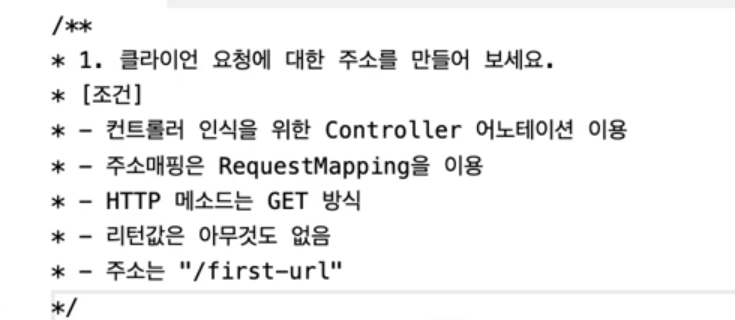 /**
* 1. 클라이언 요청에 대한 주소를 만들어 보세요.
* [조건]
* - 컨트롤러 인식을 위한 Controller 어노테이션 이용
* - 주소매핑은 RequestMapping을 이용
* - HTTP 메소드는 GET 방식
* - 리턴값은 아무것도 없음
* - 주소는 "/first-url"
*/